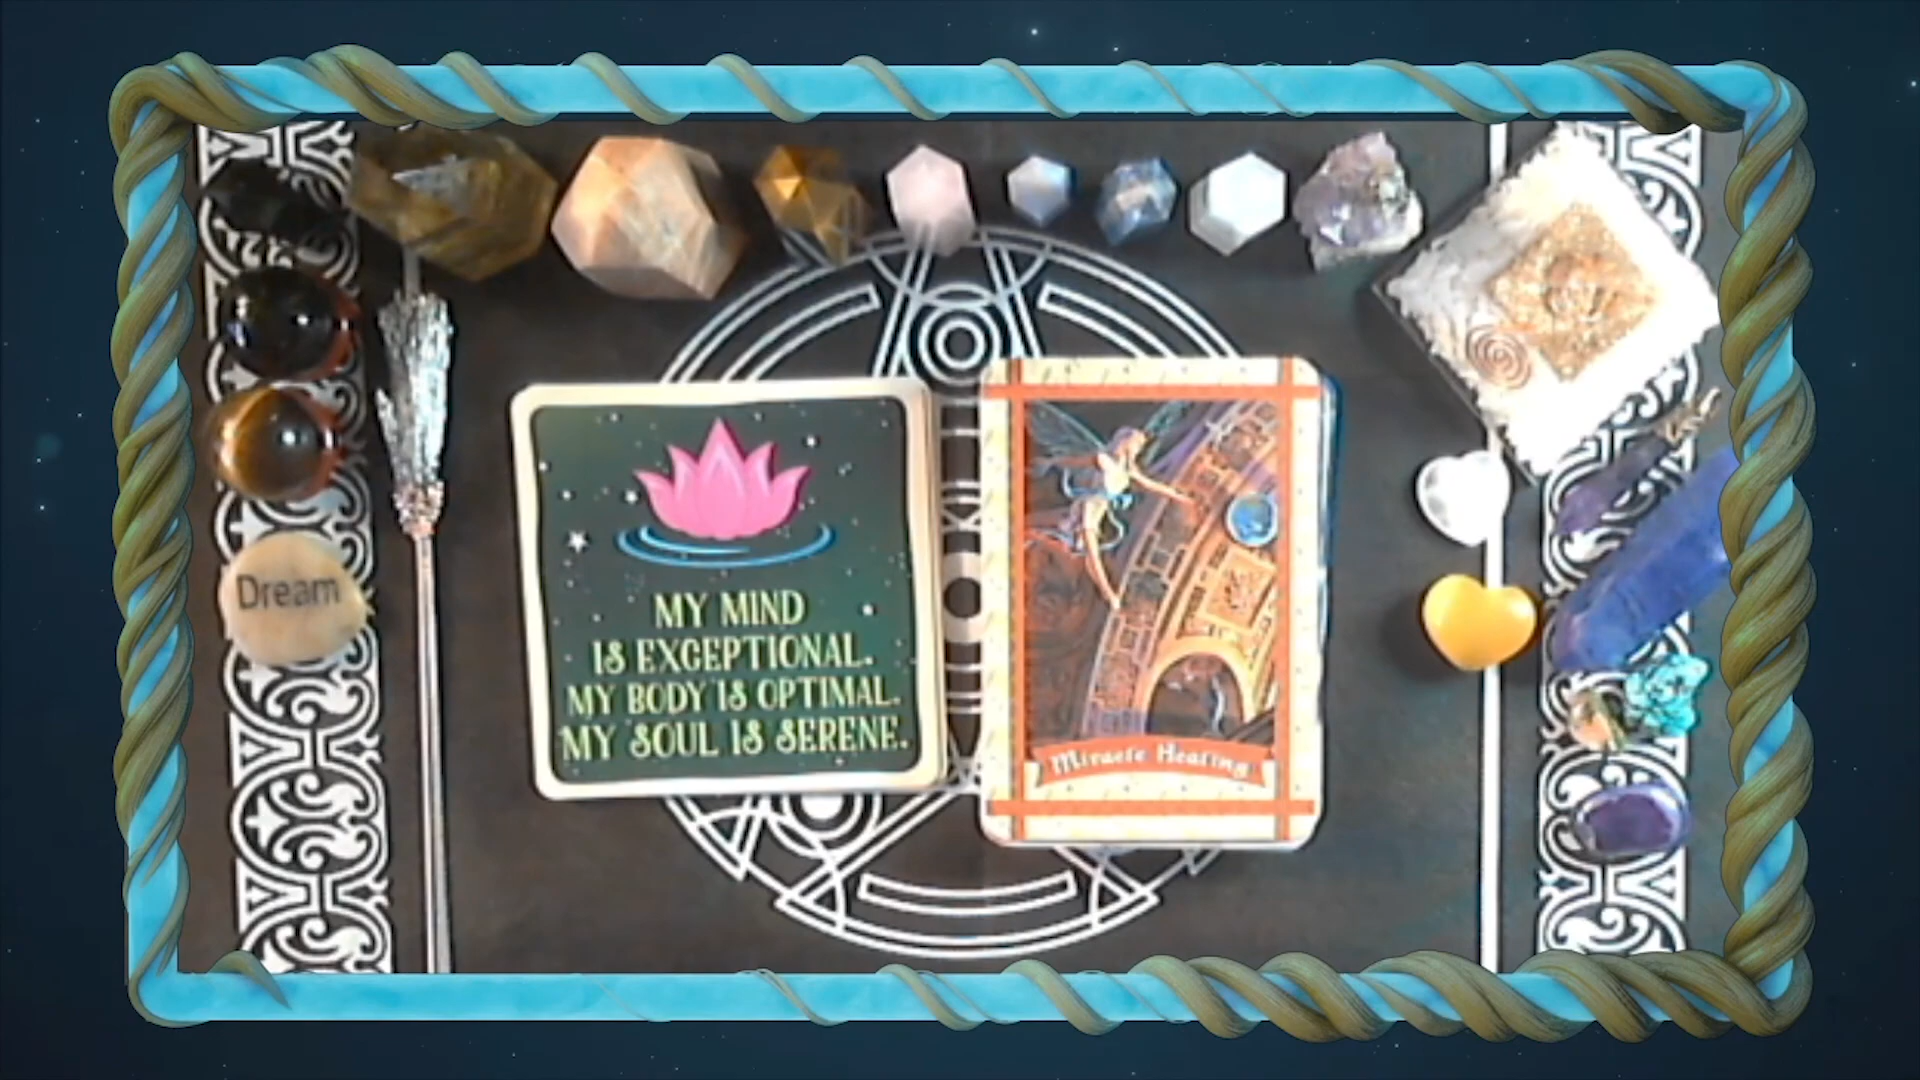 Dream
MY MIND
IS EXCEPTIONAL.
MY BODY IS OPTIMAL.
MY SOUL IS SERENE.
Miracle Healing